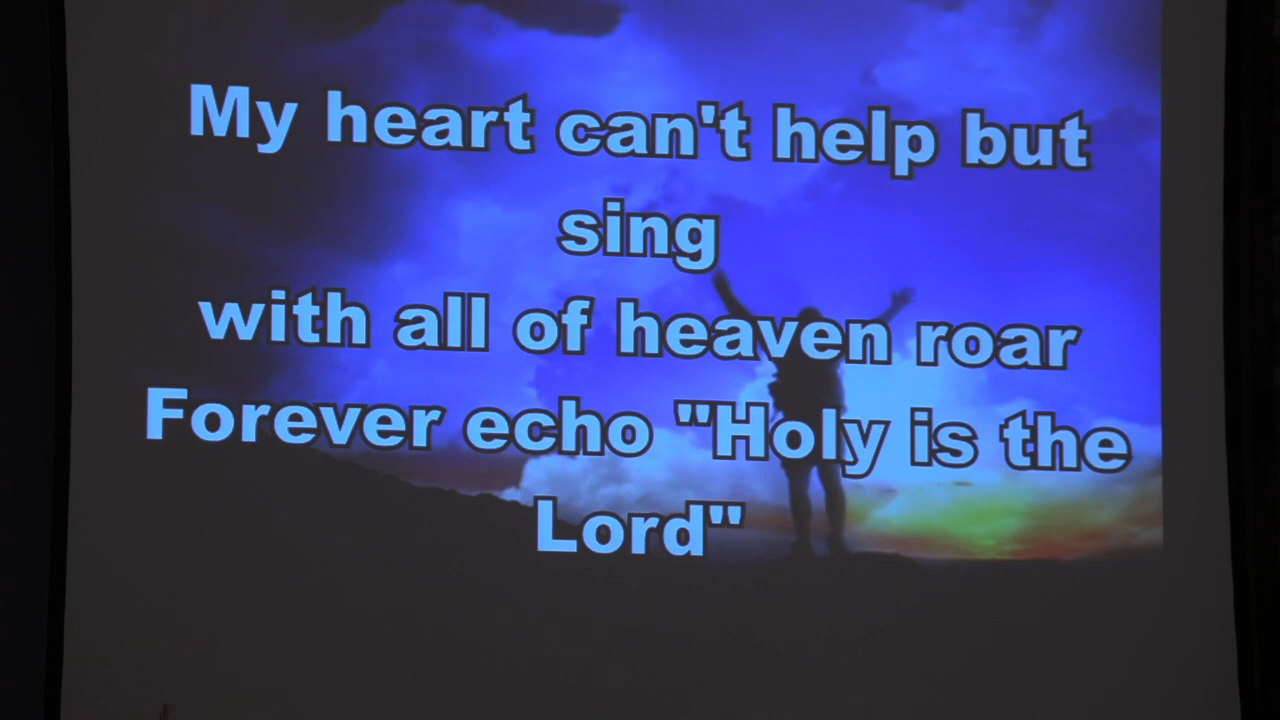 My heart can't help but
sing
with all of heaven roar
Forever echo "Holy is the
Lord"